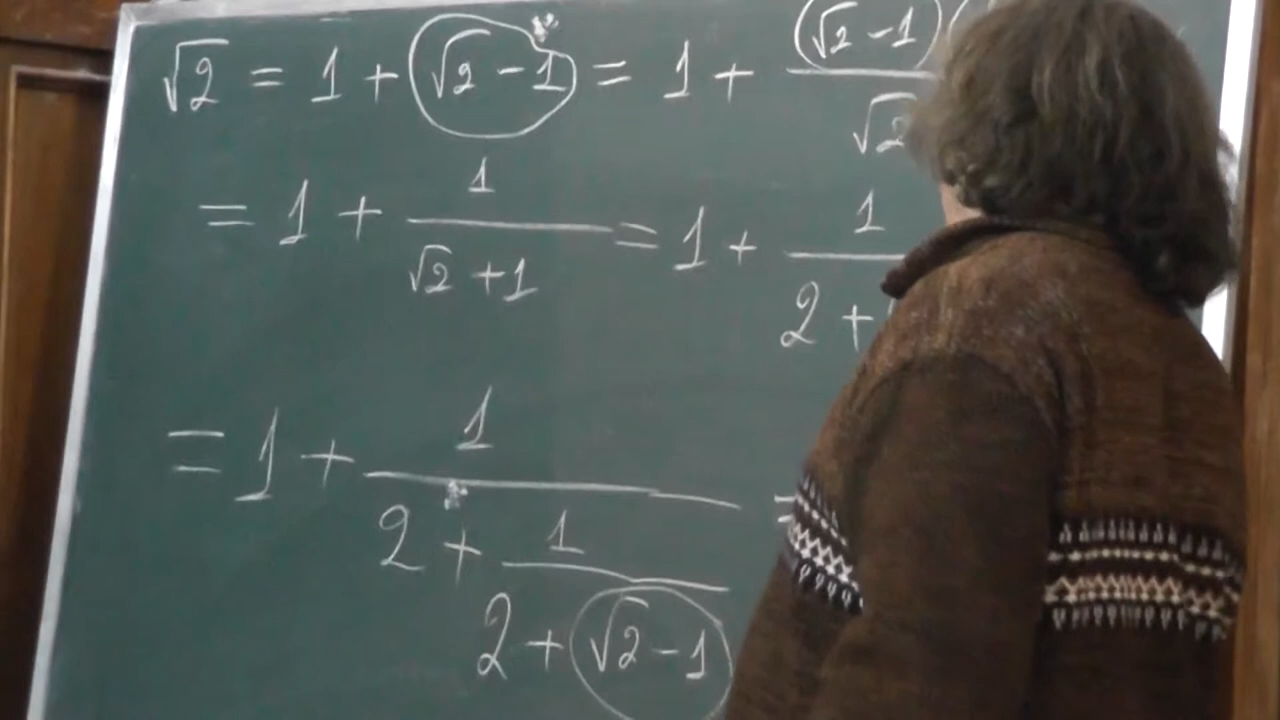 √2 = 1 + (√2 − 1) = 1 + (√2 − 1)( / √2
= 1 + 1/(√2 + 1) = 1 + 1/(2 +
= 1 + 1/(2 + 1/(2 + (√2 − 1))) =